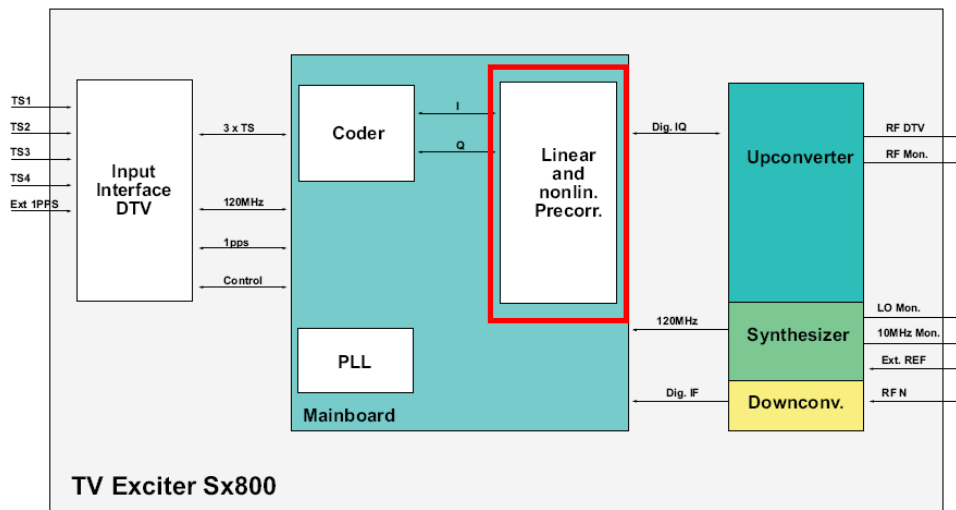 TS1
TS2
TS3
TS4
Ext 1PPS
Input
Interface
DTV
3 x TS
120MHz
1pps
Control
Coder
I
Q
Linear
and
nonlin.
Precorr.
PLL
Mainboard
Dig. IQ
120MHz
Dig. IF
Upconverter
Synthesizer
Downconv.
RF DTV
RF Mon.
LO Mon.
10MHz Mon.
Ext. REF
RF N
TV Exciter Sx800